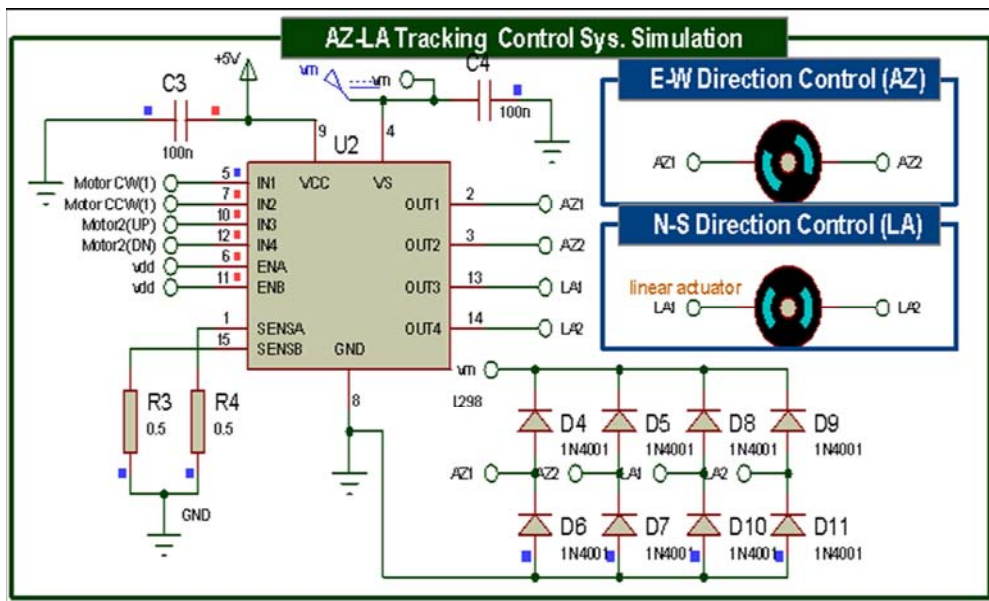 AZ-LA Tracking Control Sys. Simulation
+5V
vm
vm
C4
100n
C3
100n
9
4
U2
Motor CW(1)
5
IN1
VCC
VS
Motor CCW(1)
7
IN2
OUT1
2
AZ1
Motor2(UP)
10
IN3
Motor2(DN)
12
IN4
OUT2
3
AZ2
vdd
6
ENA
vdd
11
ENB
OUT3
13
LA1
1
SENSA
OUT4
14
LA2
15
SENSB
GND
8
L298
R3
0.5
R4
0.5
GND
E-W Direction Control (AZ)
AZ1
AZ2
N-S Direction Control (LA)
linear actuator
LA1
LA2
vm
D4
1N4001
D5
1N4001
D8
1N4001
D9
1N4001
AZ1
AZ2
LA1
LA2
D6
1N4001
D7
1N4001
D10
1N4001
D11
1N4001